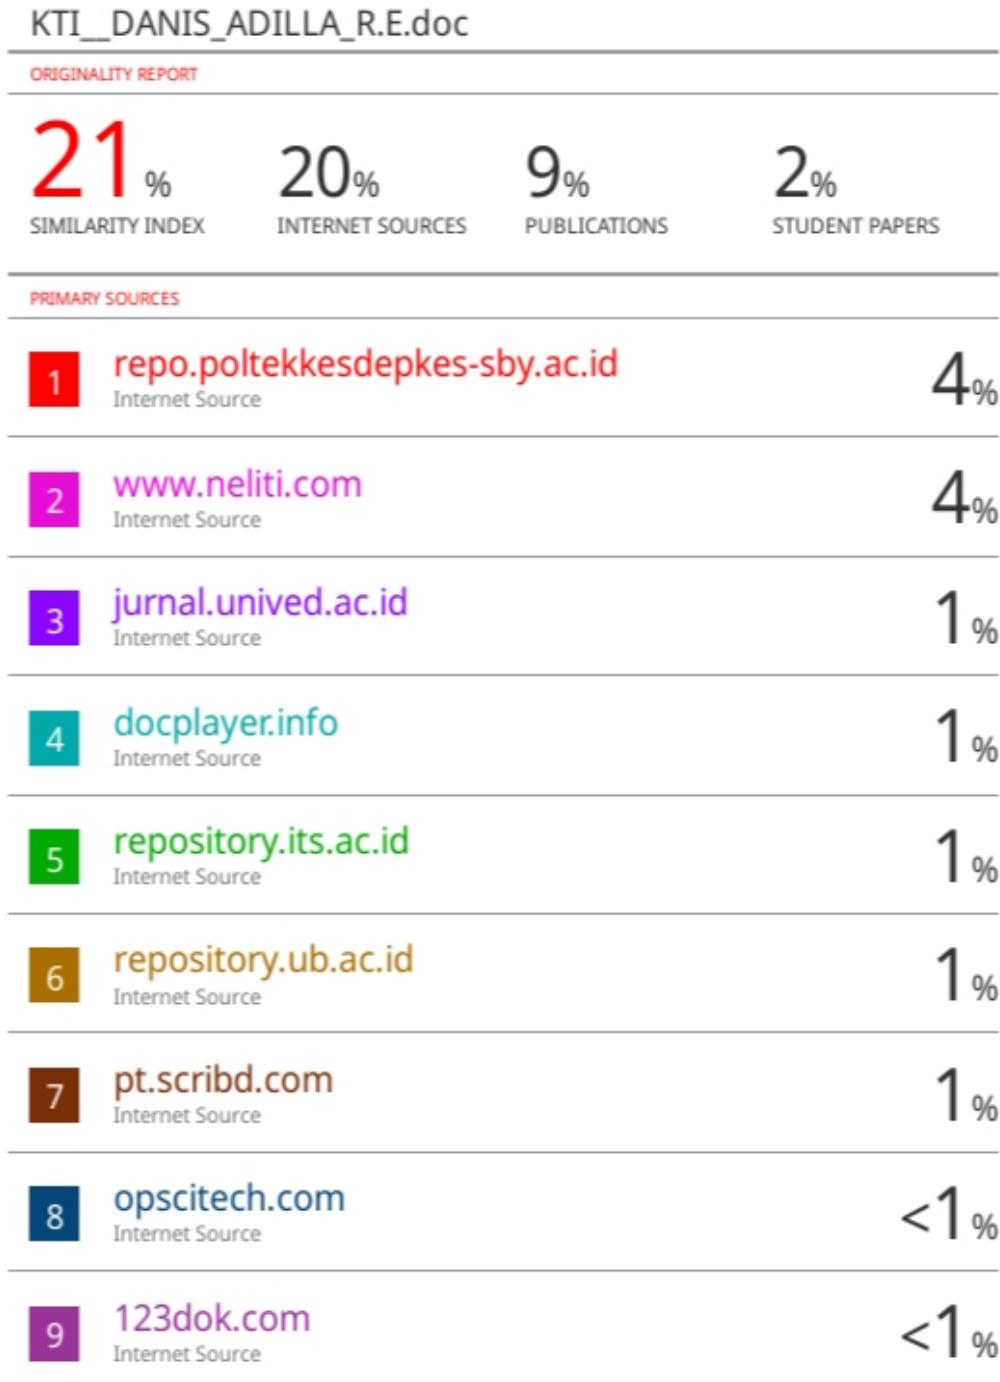 KTI__DANIS_ADILLA_R.E.doc
ORIGINALITY REPORT
21% 20% 9% 2%
SIMILARITY INDEX INTERNET SOURCES PUBLICATIONS STUDENT PAPERS
PRIMARY SOURCES
1 repo.poltekkesdepkes-sby.ac.id 4%
Internet Source
2 www.neliti.com 4%
Internet Source
3 jurnal.unived.ac.id 1%
Internet Source
4 docplayer.info 1%
Internet Source
5 repository.its.ac.id 1%
Internet Source
6 repository.ub.ac.id 1%
Internet Source
7 pt.scribd.com 1%
Internet Source
8 opscitech.com <1%
Internet Source
9 123dok.com <1%
Internet Source